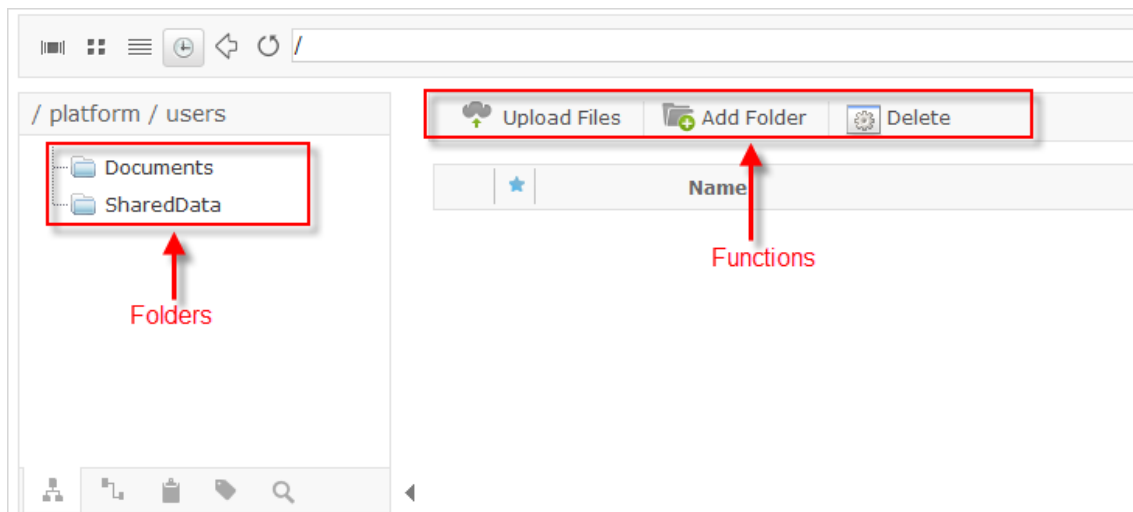 /
/ platform / users
Upload Files Add Folder Delete
Documents
SharedData
Name
Functions
Folders